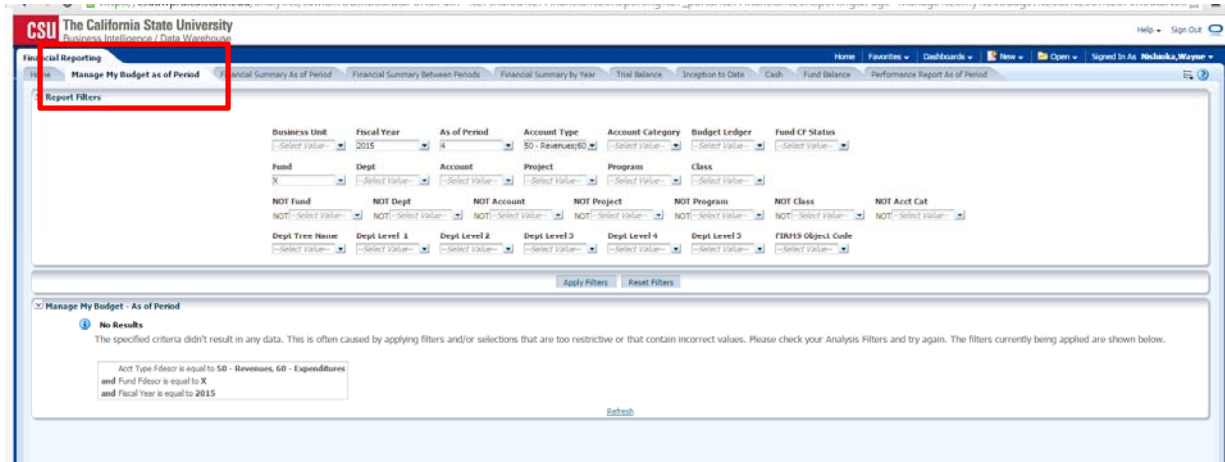 CSU The California State University
Business Intelligence / Data Warehouse
Help Sign Out
Financial Reporting
Home Favorites Dashboards New Open Signed In As Nishioka,Wayne
Home Manage My Budget as of Period Financial Summary As of Period Financial Summary Between Periods Financial Summary by Year Trial Balance Inception to Date Cash Fund Balance Performance Report As of Period
Report Filters
Business Unit Fiscal Year As of Period Account Type Account Category Budget Ledger Fund CF Status
--Select Value-- 2015 4 50 - Revenues;60 --Select Value-- --Select Value-- --Select Value--
Fund Dept Account Project Program Class
X --Select Value-- --Select Value-- --Select Value-- --Select Value-- --Select Value--
NOT Fund NOT Dept NOT Account NOT Project NOT Program NOT Class NOT Acct Cat
NOT --Select Value-- NOT --Select Value-- NOT --Select Value-- NOT --Select Value-- NOT --Select Value-- NOT --Select Value-- NOT --Select Value--
Dept Tree Name Dept Level 1 Dept Level 2 Dept Level 3 Dept Level 4 Dept Level 5 FIRMS Object Code
--Select Value-- --Select Value-- --Select Value-- --Select Value-- --Select Value-- --Select Value-- --Select Value--
Apply Filters Reset Filters
Manage My Budget - As of Period
No Results
The specified criteria didn't result in any data. This is often caused by applying filters and/or selections that are too restrictive or that contain incorrect values. Please check your Analysis Filters and try again. The filters currently being applied are shown below.
Acct Type Fdescr is equal to 50 - Revenues, 60 - Expenditures
and Fund Fdescr is equal to X
and Fiscal Year is equal to 2015
Refresh